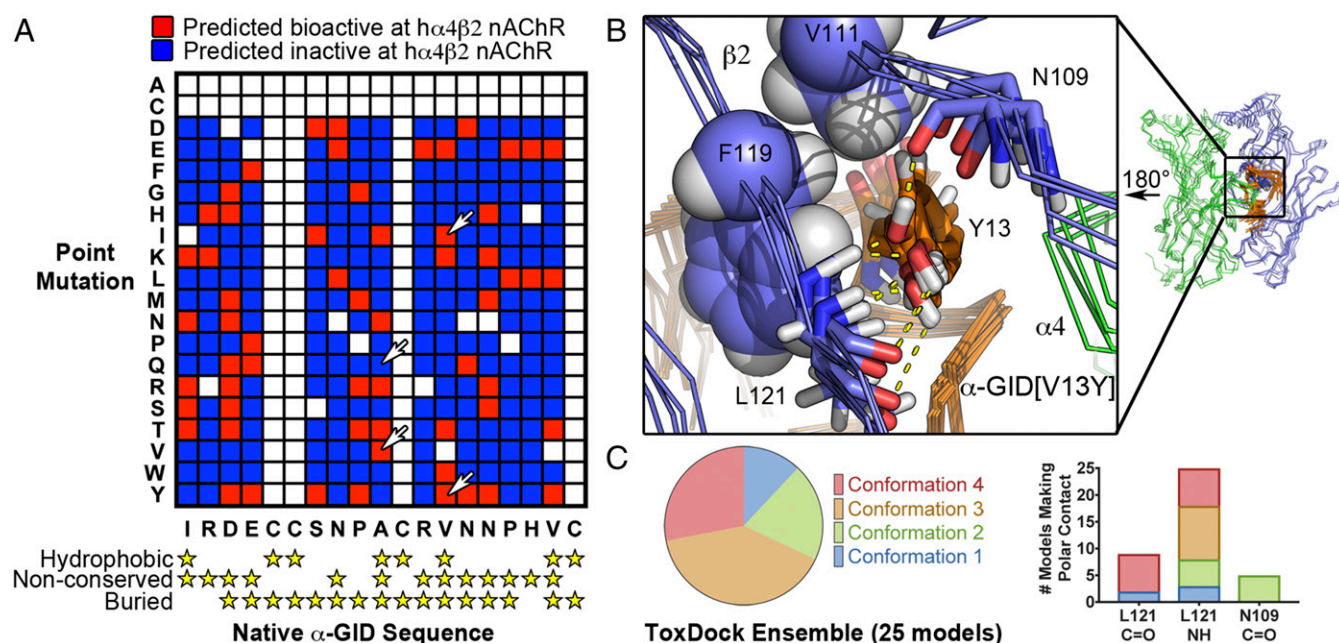 A
Predicted bioactive at hα4β2 nAChR
Predicted inactive at hα4β2 nAChR
Point
Mutation
A
C
D
E
F
G
H
I
K
L
M
N
P
Q
R
S
T
V
W
Y
I R D E C C S N P A C R V N N P H V C
Hydrophobic
Non-conserved
Buried
Native α-GID Sequence
B
β2
V111
N109
F119
Y13
L121
α4
α-GID[V13Y]
180°
C
Conformation 4
Conformation 3
Conformation 2
Conformation 1
ToxDock Ensemble (25 models)
# Models Making
Polar Contact
25
20
15
10
5
0
L121 L121 N109
C=O NH C=O